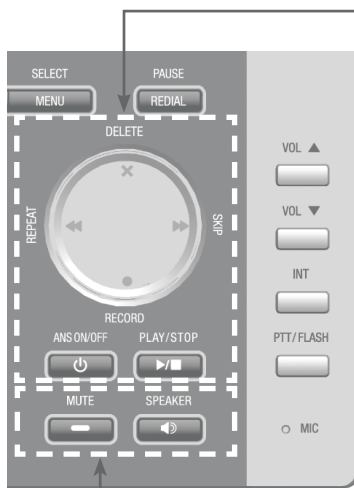 SELECT PAUSE
MENU REDIAL
DELETE
REPEAT
SKIP
RECORD
ANS ON/OFF PLAY/STOP
MUTE SPEAKER
VOL ▲
VOL ▼
INT
PTT/FLASH
MIC